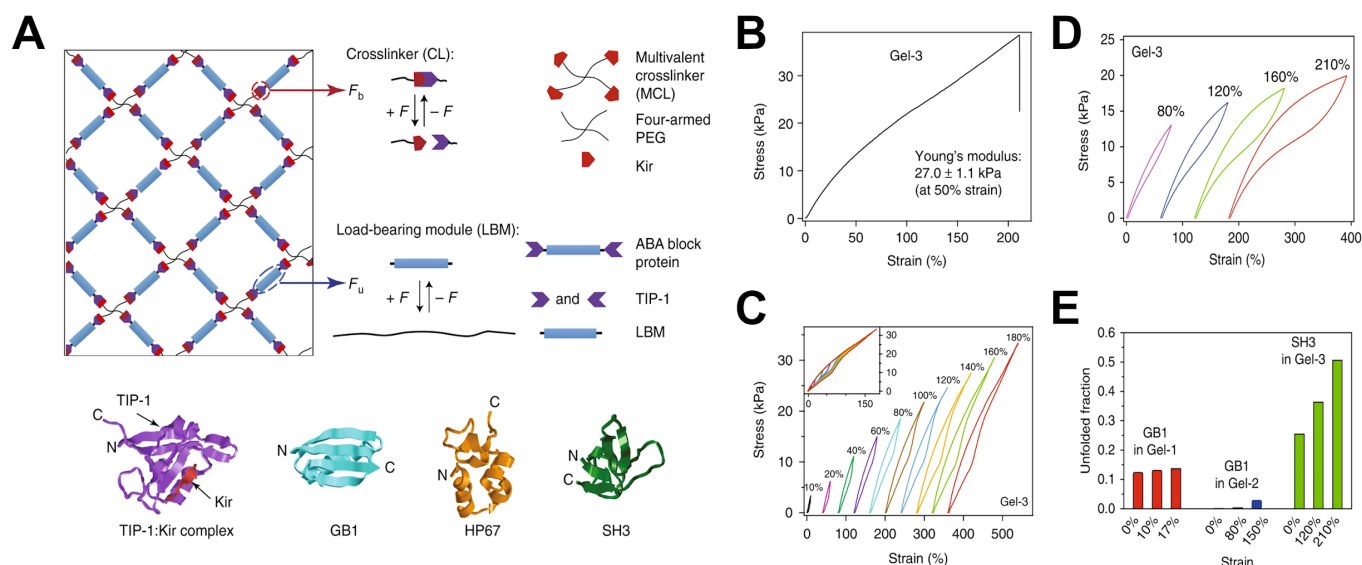 A
Crosslinker (CL):
F_b
+ F
− F
Multivalent
crosslinker
(MCL)
Four-armed
PEG
Kir
Load-bearing module (LBM):
F_u
+ F
− F
ABA block
protein
and
TIP-1
LBM
TIP-1
C
N
Kir
TIP-1:Kir complex
N
C
GB1
C
N
HP67
N
C
SH3
B
Gel-3
Stress (kPa)
30
20
10
0
Young's modulus:
27.0 ± 1.1 kPa
(at 50% strain)
0 50 100 150 200
Strain (%)
C
30
20
10
0
0 150
Stress (kPa)
30
20
10
0
10%
20%
40%
60%
80%
100%
120%
140%
160%
180%
Gel-3
0 100 200 300 400 500
Strain (%)
D
Gel-3
Stress (kPa)
25
20
15
10
5
0
80%
120%
160%
210%
0 100 200 300 400
Strain (%)
E
Unfolded fraction
0.6
0.5
0.4
0.3
0.2
0.1
0.0
GB1
in Gel-1
GB1
in Gel-2
SH3
in Gel-3
0% 10% 17% 0% 80% 150% 0% 120% 210%
Strain